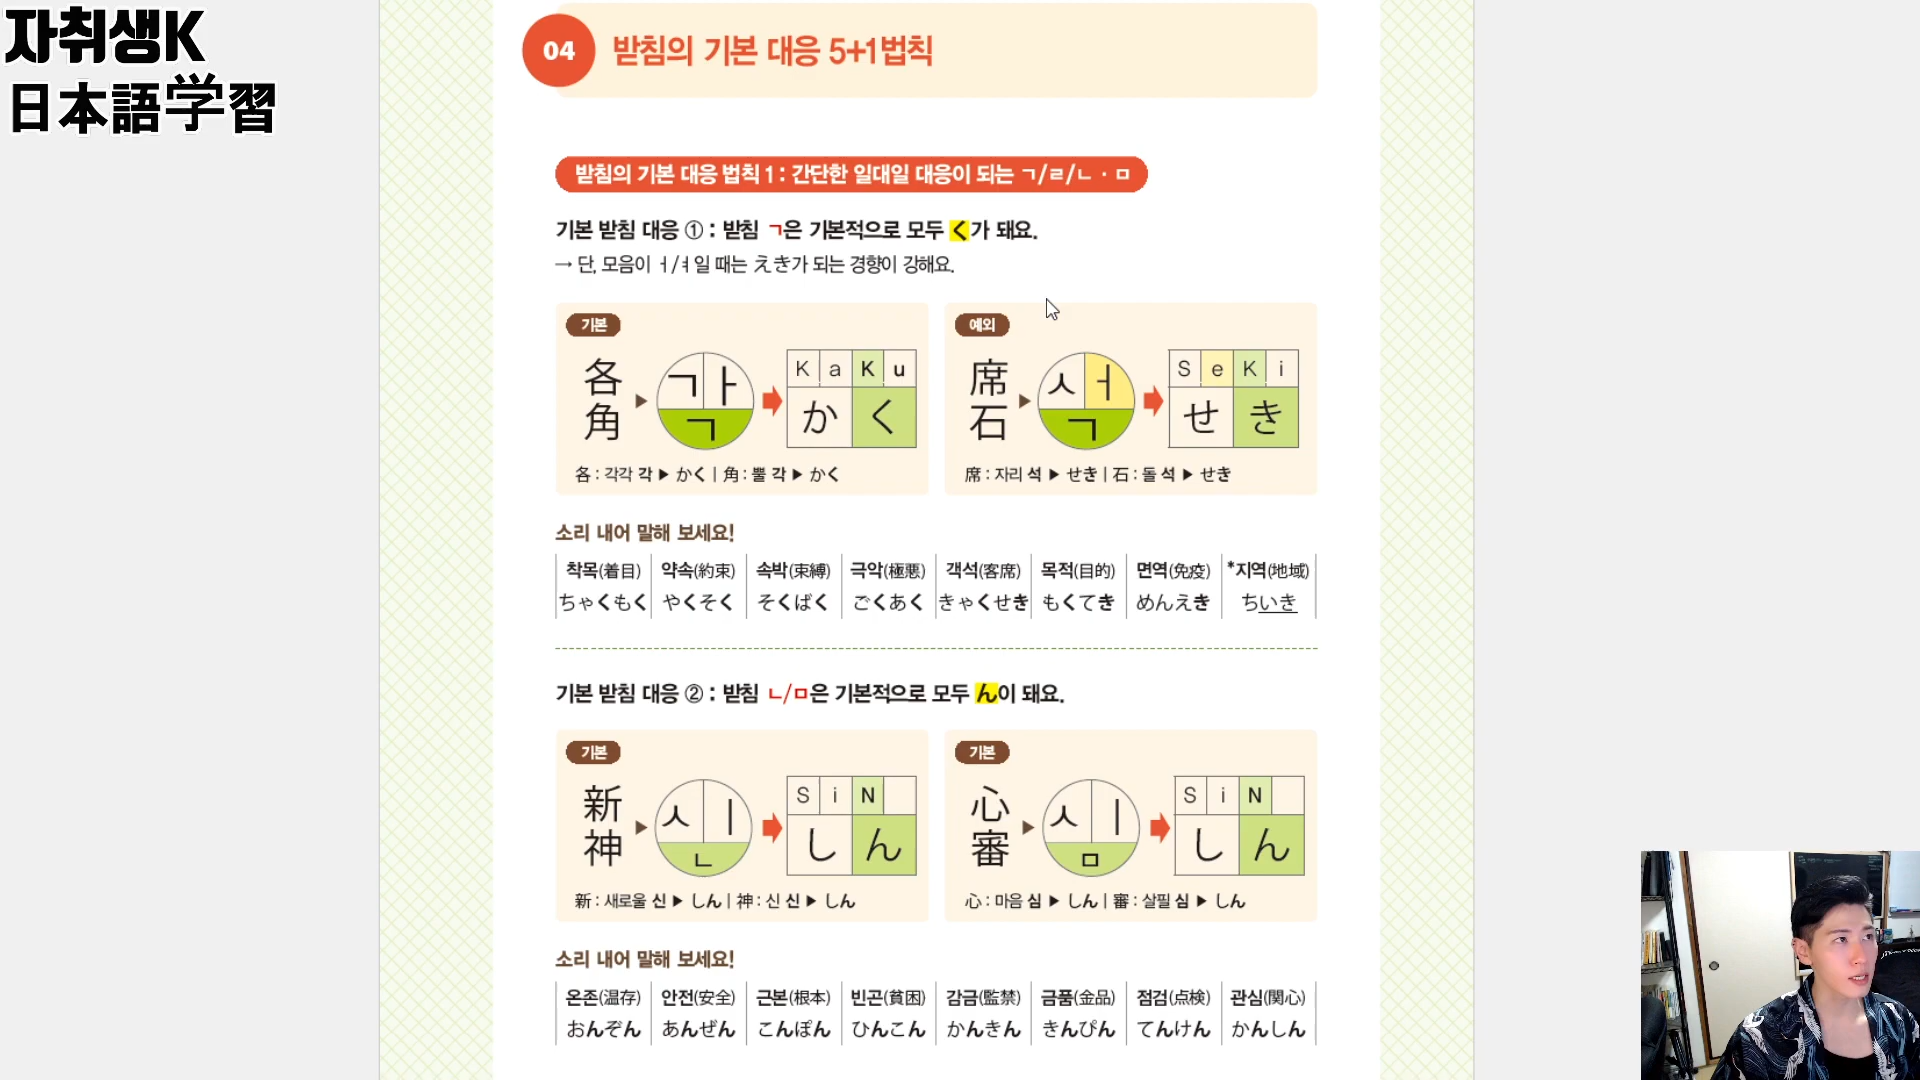 자취생K
日本語学習
04 받침의 기본 대응 5+1법칙
받침의 기본 대응 법칙 1 : 간단한 일대일 대응이 되는 ㄱ/ㄹ/ㄴ · ㅁ
기본 받침 대응 ① : 받침 ㄱ은 기본적으로 모두 く가 돼요.
→ 단, 모음이 ㅓ/ㅕ일 때는 えき가 되는 경향이 강해요.
기본
各 角 ▶ ㄱ ㅏ ㄱ
K a K u
か く
各 : 각각 각 ▶ かく | 角 : 뿔 각 ▶ かく
예외
席 石 ▶ ㅅ ㅓ ㄱ
S e K i
せ き
席 : 자리 석 ▶ せき | 石 : 돌 석 ▶ せき
소리 내어 말해 보세요!
착목(着目) 약속(約束) 속박(束縛) 극악(極悪) 객석(客席) 목적(目的) 면역(免疫) *지역(地域)
ちゃくもく やくそく そくばく ごくあく きゃくせき もくてき めんえき ちいき
기본 받침 대응 ② : 받침 ㄴ/ㅁ은 기본적으로 모두 ん이 돼요.
기본
新 神 ▶ ㅅ ㅣ ㄴ
S i N
し ん
新 : 새로울 신 ▶ しん | 神 : 신 신 ▶ しん
기본
心 審 ▶ ㅅ ㅣ ㅁ
S i N
し ん
心 : 마음 심 ▶ しん | 審 : 살필 심 ▶ しん
소리 내어 말해 보세요!
온존(温存) 안전(安全) 근본(根本) 빈곤(貧困) 감금(監禁) 금품(金品) 점검(点検) 관심(関心)
おんぞん あんぜん こんぽん ひんこん かんきん きんぴん てんけん かんしん